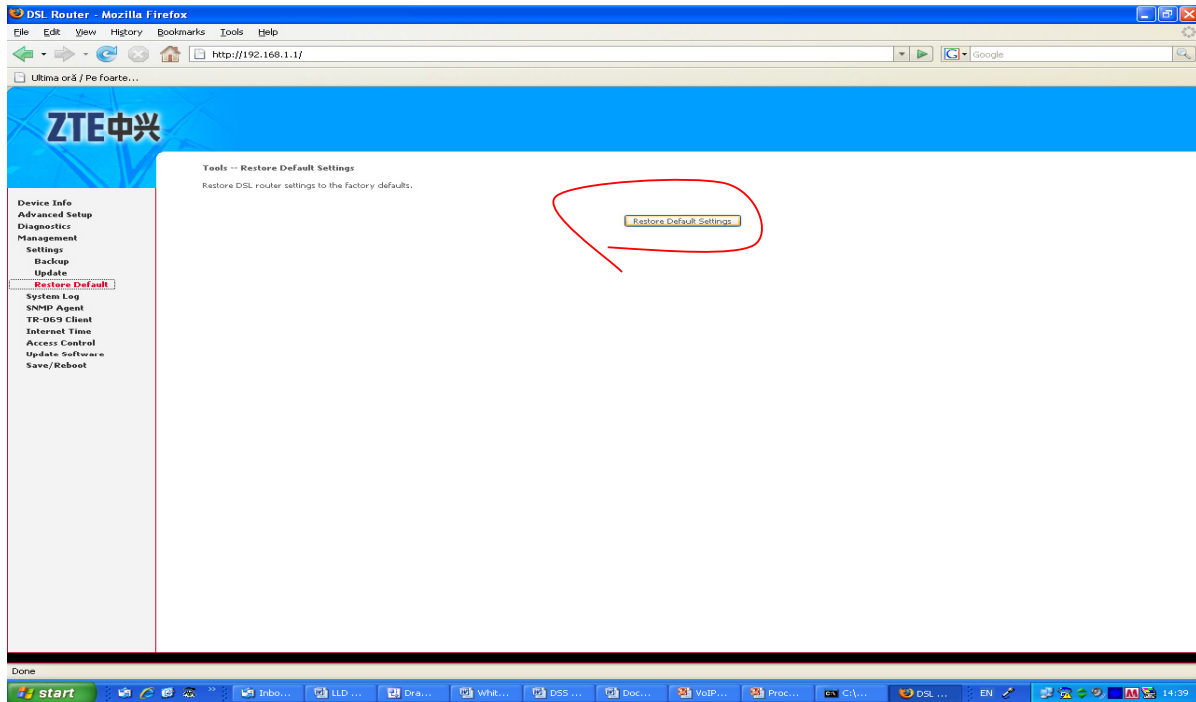 DSL Router - Mozilla Firefox
File Edit View History Bookmarks Tools Help
http://192.168.1.1/
Google
Ultima oră / Pe foarte...
ZTE中兴
Tools -- Restore Default Settings
Restore DSL router settings to the factory defaults.
Restore Default Settings
Device Info
Advanced Setup
Diagnostics
Management
Settings
Backup
Update
Restore Default
System Log
SNMP Agent
TR-069 Client
Internet Time
Access Control
Update Software
Save/Reboot
Done
start Inbo... LLD ... Dra... Whit... DSS ... Doc... VoIP... Proc... C:\... DSL ... EN 14:39